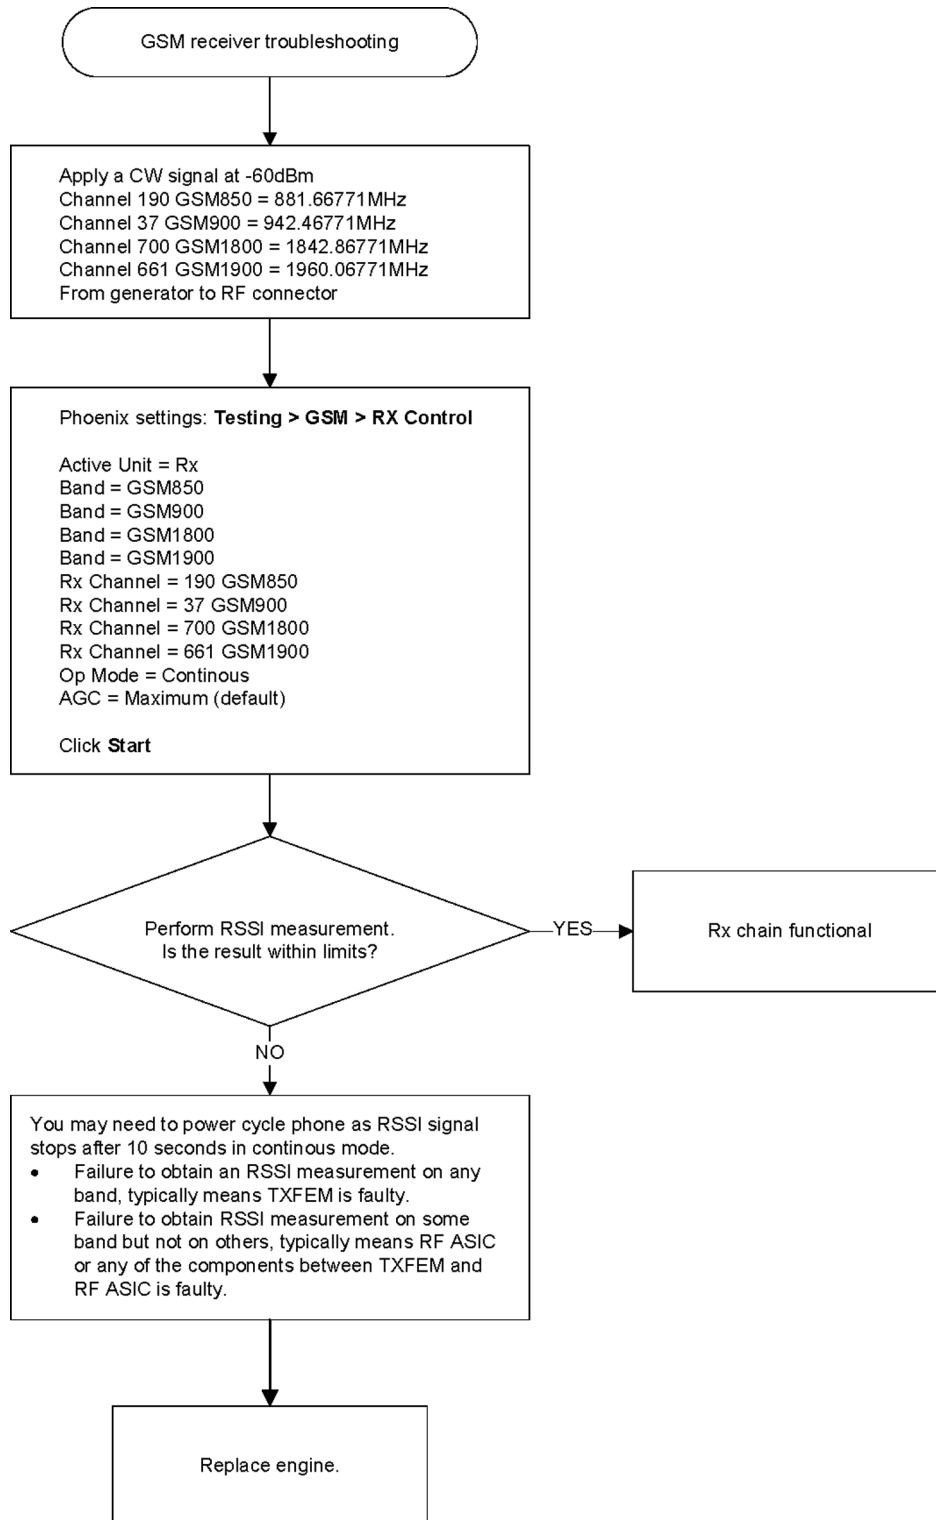 GSM receiver troubleshooting
Apply a CW signal at -60dBm
Channel 190 GSM850 = 881.66771MHz
Channel 37 GSM900 = 942.46771MHz
Channel 700 GSM1800 = 1842.86771MHz
Channel 661 GSM1900 = 1960.06771MHz
From generator to RF connector
Phoenix settings: Testing > GSM > RX Control
Active Unit = Rx
Band = GSM850
Band = GSM900
Band = GSM1800
Band = GSM1900
Rx Channel = 190 GSM850
Rx Channel = 37 GSM900
Rx Channel = 700 GSM1800
Rx Channel = 661 GSM1900
Op Mode = Continous
AGC = Maximum (default)
Click Start
Perform RSSI measurement.
Is the result within limits?
YES
Rx chain functional
NO
You may need to power cycle phone as RSSI signal
stops after 10 seconds in continous mode.
• Failure to obtain an RSSI measurement on any
band, typically means TXFEM is faulty.
• Failure to obtain RSSI measurement on some
band but not on others, typically means RF ASIC
or any of the components between TXFEM and
RF ASIC is faulty.
Replace engine.